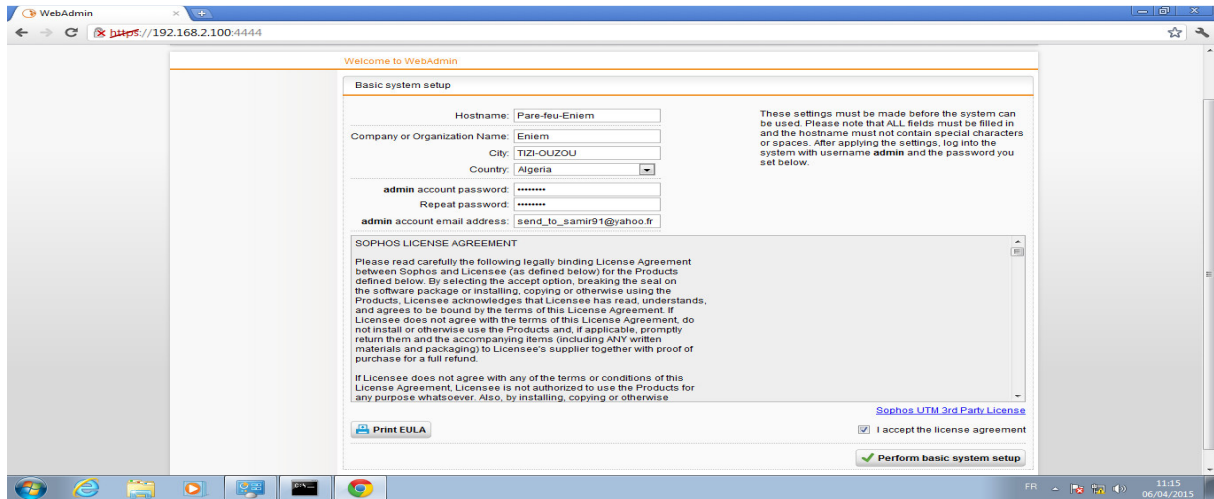 WebAdmin
https://192.168.2.100:4444
Welcome to WebAdmin
Basic system setup
Hostname: Pare-feu-Eniem
Company or Organization Name: Eniem
City: TIZI-OUZOU
Country: Algeria
admin account password: ••••••••
Repeat password: ••••••••
admin account email address: send_to_samir91@yahoo.fr
These settings must be made before the system can
be used. Please note that ALL fields must be filled in
and the hostname must not contain special characters
or spaces. After applying the settings, log into the
system with username admin and the password you
set below.
SOPHOS LICENSE AGREEMENT
Please read carefully the following legally binding License Agreement
between Sophos and Licensee (as defined below) for the Products
defined below. By selecting the accept option, breaking the seal on
the software package or installing, copying or otherwise using the
Products, Licensee acknowledges that Licensee has read, understands,
and agrees to be bound by the terms of this License Agreement. If
Licensee does not agree with the terms of this License Agreement, do
not install or otherwise use the Products and, if applicable, promptly
return them and the accompanying items (including ANY written
materials and packaging) to Licensee's supplier together with proof of
purchase for a full refund.
If Licensee does not agree with any of the terms or conditions of this
License Agreement, Licensee is not authorized to use the Products for
any purpose whatsoever. Also, by installing, copying or otherwise
Sophos UTM 3rd Party License
Print EULA
I accept the license agreement
Perform basic system setup
FR
11:15
06/04/2015